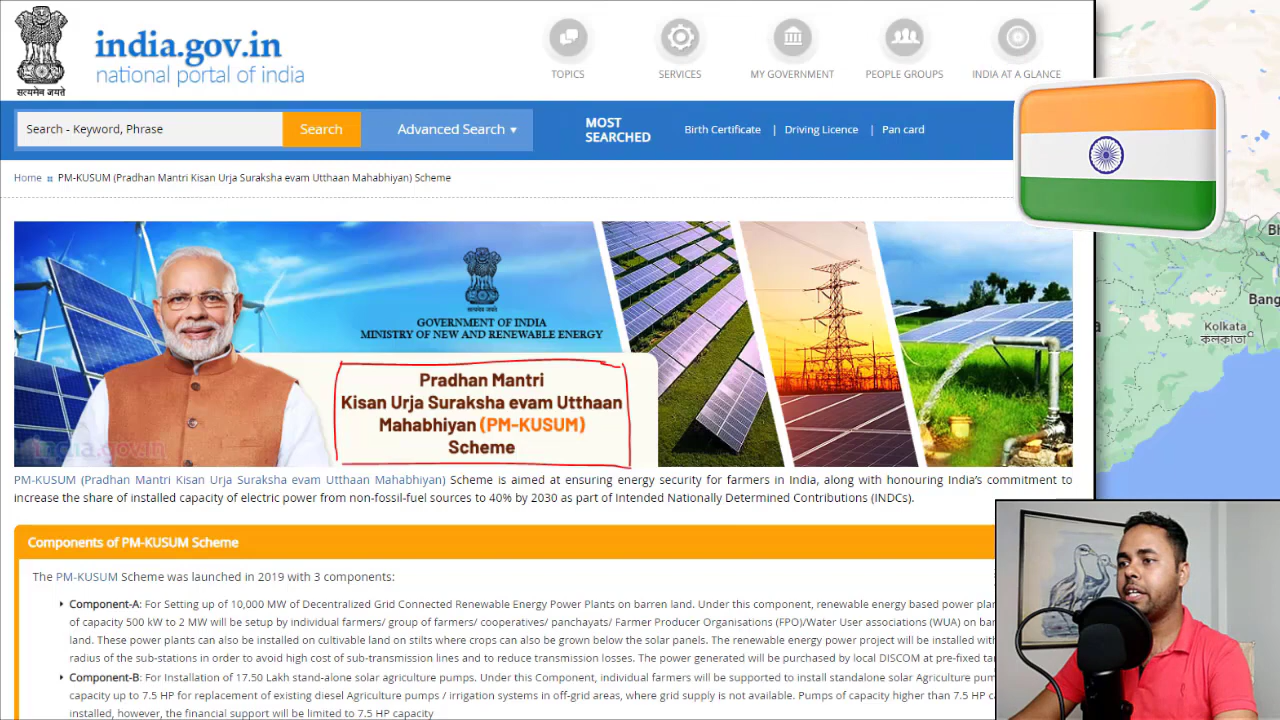 india.gov.in
national portal of india
सत्यमेव जयते
TOPICS
SERVICES
MY GOVERNMENT
PEOPLE GROUPS
INDIA AT A GLANCE
Search - Keyword, Phrase
Search
Advanced Search
MOST
SEARCHED
Birth Certificate | Driving Licence | Pan card
Home PM-KUSUM (Pradhan Mantri Kisan Urja Suraksha evam Utthaan Mahabhiyan) Scheme
GOVERNMENT OF INDIA
MINISTRY OF NEW AND RENEWABLE ENERGY
Pradhan Mantri
Kisan Urja Suraksha evam Utthaan
Mahabhiyan (PM-KUSUM)
Scheme
india.gov.in
PM-KUSUM (Pradhan Mantri Kisan Urja Suraksha evam Utthaan Mahabhiyan) Scheme is aimed at ensuring energy security for farmers in India, along with honouring India's commitment to
increase the share of installed capacity of electric power from non-fossil-fuel sources to 40% by 2030 as part of Intended Nationally Determined Contributions (INDCs).
Components of PM-KUSUM Scheme
The PM-KUSUM Scheme was launched in 2019 with 3 components:
Component-A: For Setting up of 10,000 MW of Decentralized Grid Connected Renewable Energy Power Plants on barren land. Under this component, renewable energy based power plan
of capacity 500 kW to 2 MW will be setup by individual farmers/ group of farmers/ cooperatives/ panchayats/ Farmer Producer Organisations (FPO)/Water User associations (WUA) on bar
land. These power plants can also be installed on cultivable land on stilts where crops can also be grown below the solar panels. The renewable energy power project will be installed with
radius of the sub-stations in order to avoid high cost of sub-transmission lines and to reduce transmission losses. The power generated will be purchased by local DISCOM at pre-fixed tar
Component-B: For Installation of 17.50 Lakh stand-alone solar agriculture pumps. Under this Component, individual farmers will be supported to install standalone solar Agriculture pum
capacity up to 7.5 HP for replacement of existing diesel Agriculture pumps / irrigation systems in off-grid areas, where grid supply is not available. Pumps of capacity higher than 7.5 HP c
installed, however, the financial support will be limited to 7.5 HP capacity
Bh
Bang
Kolkata
কলকাতা